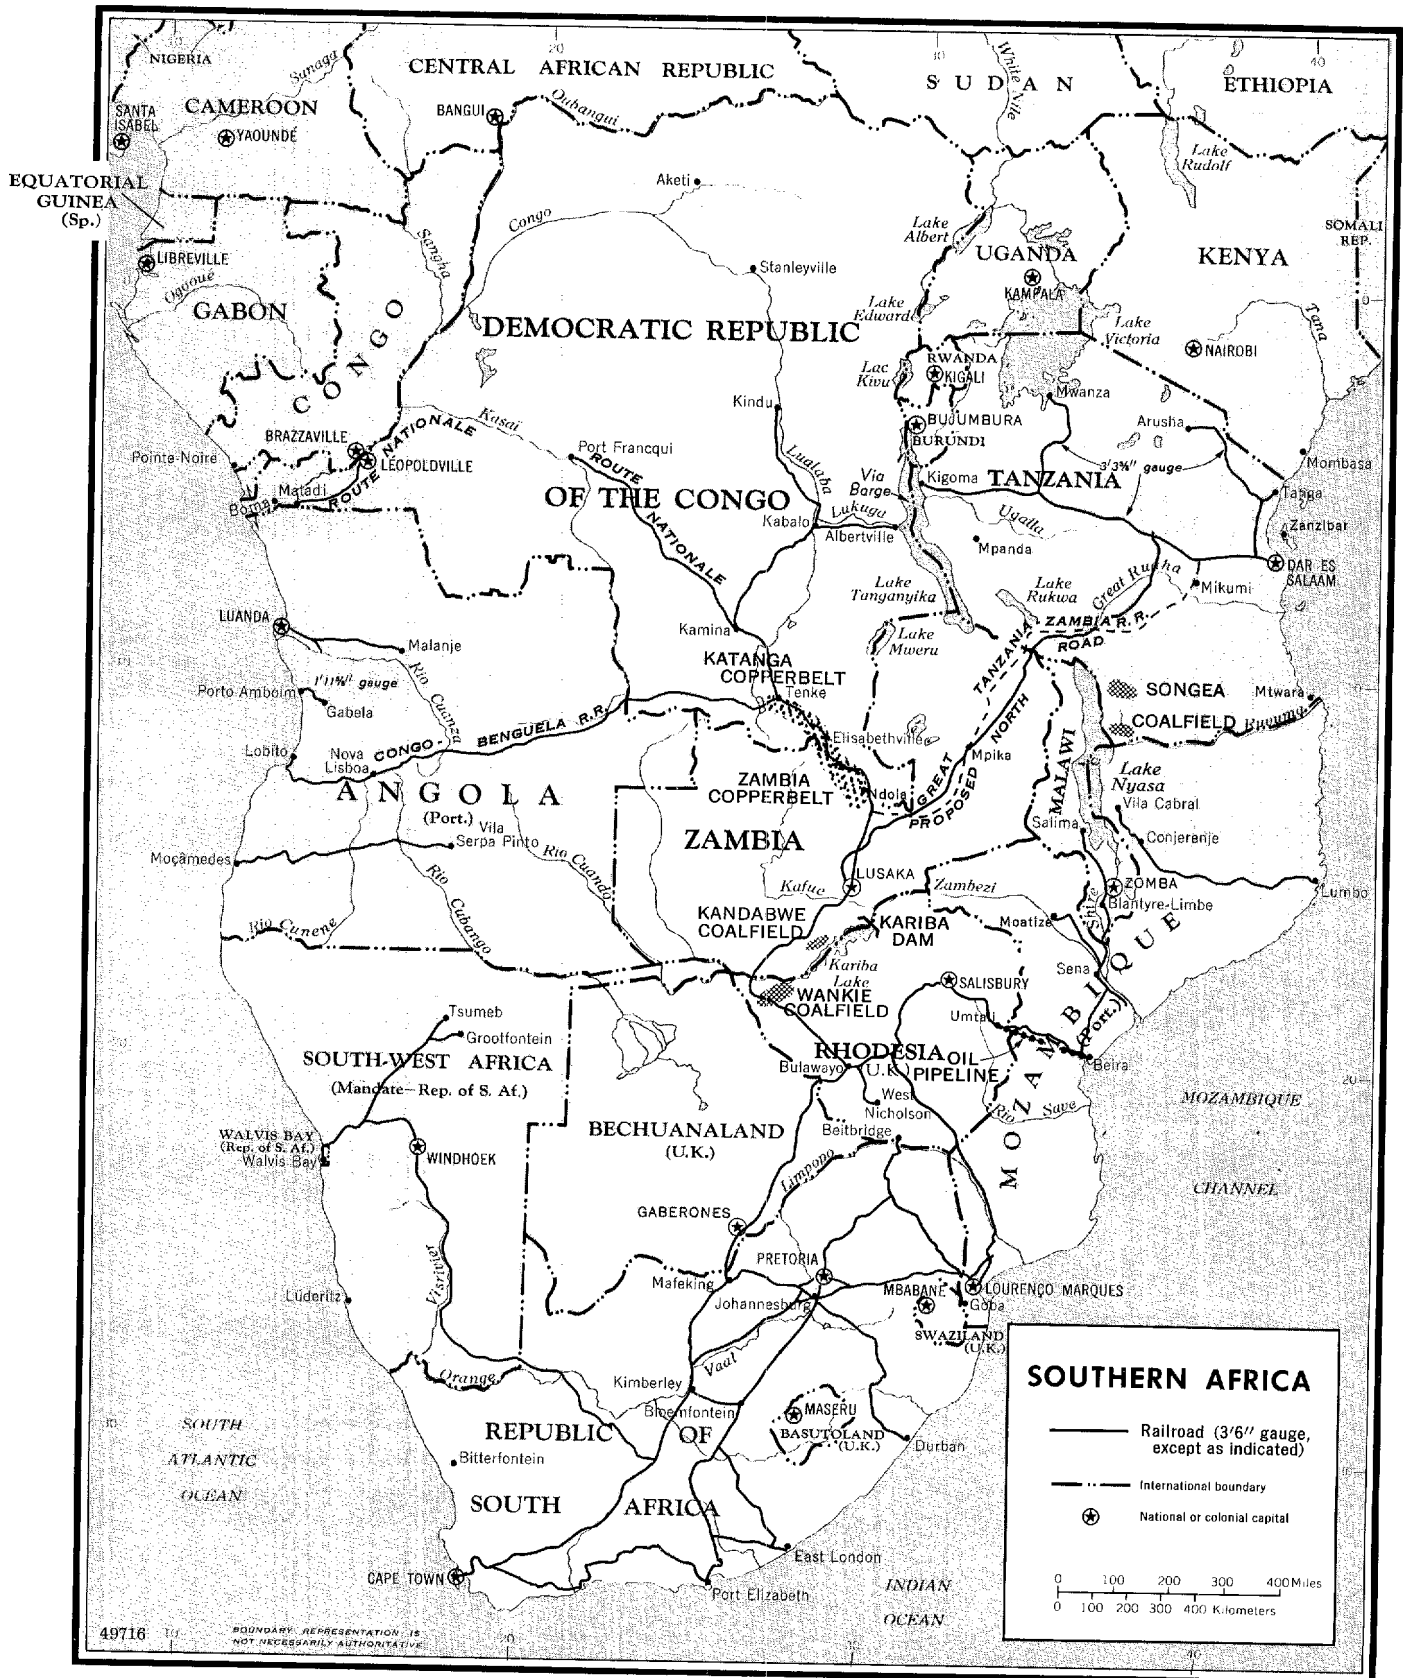 NIGERIA
Sunaga
20
30
White Nile
40
CENTRAL AFRICAN REPUBLIC
SUDAN
ETHIOPIA
CAMEROON
SANTA
ISABEL
YAOUNDÉ
BANGUI
Oubangui
Lake
Rudolf
EQUATORIAL
GUINEA
(Sp.)
Aketi
Congo
Sangha
Lake
Albert
UGANDA
KAMPALA
KENYA
SOMALI
REP.
LIBREVILLE
Ogooué
GABON
Stanleyville
CONGO
DEMOCRATIC REPUBLIC
Lake
Edward
Lake
Victoria
Tana
0
NAIROBI
RWANDA
KIGALI
Lac
Kivu
Mwanza
Kindu
Kasai
BUJUMBURA
BURUNDI
Arusha
BRAZZAVILLE
LÉOPOLDVILLE
ROUTE NATIONALE
Port Francqui
ROUTE
NATIONALE
Pointe-Noire
Matadi
Boma
OF THE CONGO
Lualaba
Via
Barge
Kigoma
TANZANIA
3'3⅜" gauge
Mombasa
Tanga
Zanzibar
Kabalo
Lukuga
Albertville
Ugalla
Mpanda
DAR ES
SALAAM
Lake
Tanganyika
Lake
Rukwa
Great Ruaha
Mikumi
LUANDA
Malanje
Kamina
Lake
Mweru
TANZANIA - ZAMBIA R.R.
ROAD
KATANGA
COPPERBELT
Tenke
10
Porto Amboim
1'11⅝" gauge
Gabela
Rio Cuanza
SONGEA
COALFIELD
Mtwara
Ruvuma
Lobito
Nova
Lisboa
CONGO-BENGUELA R.R.
Elisabethville
GREAT NORTH
PROPOSED
Mpika
MALAWI
Lake
Nyasa
ANGOLA
(Port.)
ZAMBIA
COPPERBELT
Ndola
Vila Cabral
Salima
Conjerenje
Moçâmedes
Vila
Serpa Pinto
Rio Cuando
ZAMBIA
Kafue
LUSAKA
Zambezi
ZOMBA
Blantyre-Limbe
Lumbo
Rio Cunene
Rio Cubango
KANDABWE
COALFIELD
KARIBA
DAM
Moatize
Shire
Kariba
Lake
Sena
WANKIE
COALFIELD
SALISBURY
Umtali
MOZAMBIQUE
(Port.)
Tsumeb
Grootfontein
SOUTH-WEST AFRICA
(Mandate—Rep. of S. Af.)
RHODESIA
(U.K.)
OIL
PIPELINE
Bulawayo
Beira
20
West
Nicholson
Rio Save
MOZAMBIQUE
CHANNEL
WALVIS BAY
(Rep. of S. Af.)
Walvis Bay
WINDHOEK
BECHUANALAND
(U.K.)
Beitbridge
Limpopo
GABERONES
Visrivier
PRETORIA
Mafeking
Johannesburg
MBABANE
LOURENÇO MARQUES
Goba
SWAZILAND
(U.K.)
Lüderitz
Orange
Vaal
Kimberley
Bloemfontein
MASERU
BASUTOLAND
(U.K.)
Durban
SOUTH
ATLANTIC
OCEAN
REPUBLIC OF
SOUTH AFRICA
Bitterfontein
CAPE TOWN
East London
Port Elizabeth
INDIAN
OCEAN
SOUTHERN AFRICA
Railroad (3'6" gauge,
except as indicated)
International boundary
National or colonial capital
0 100 200 300 400 Miles
0 100 200 300 400 Kilometers
49716
BOUNDARY REPRESENTATION IS
NOT NECESSARILY AUTHORITATIVE
20
40